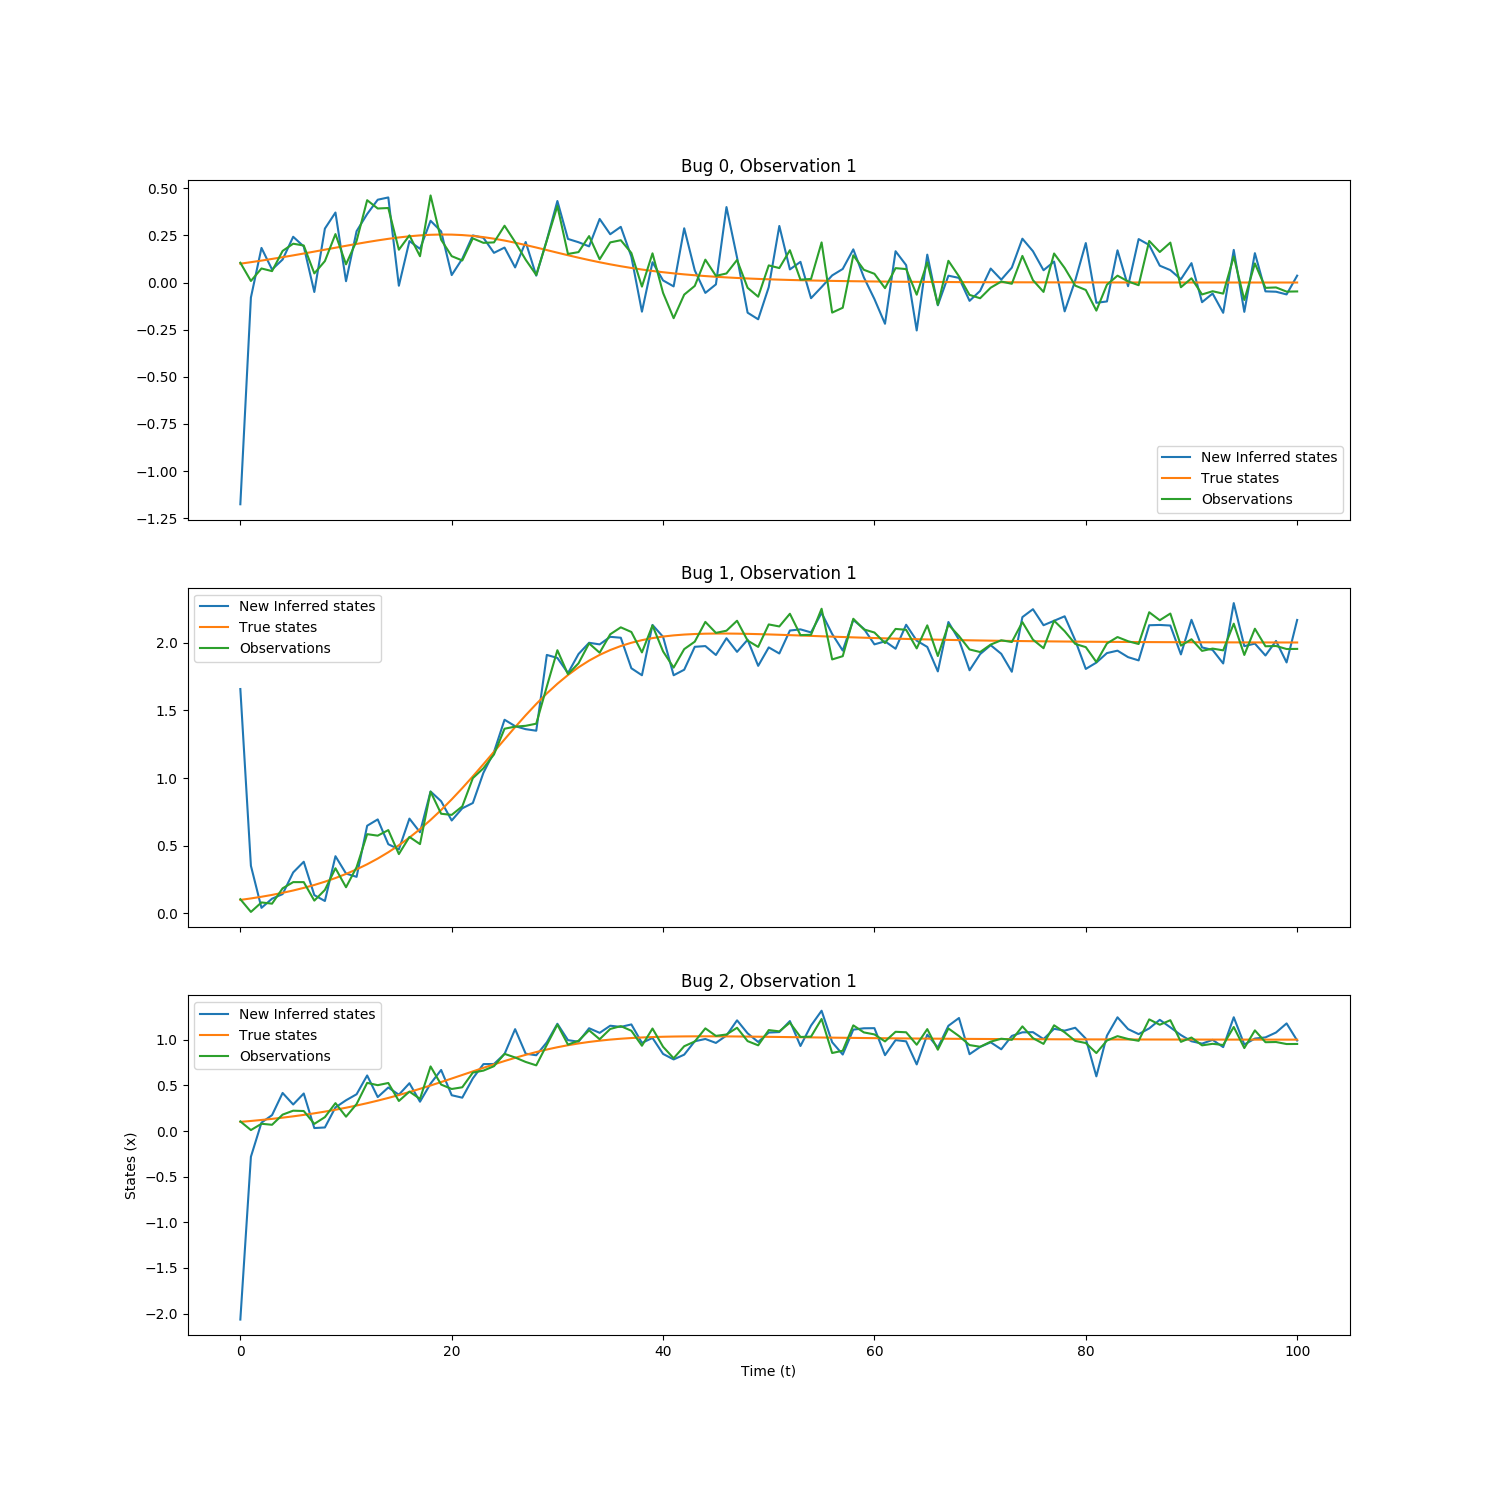 Bug 0, Observation 1
0.50
0.25
0.00
−0.25
−0.50
−0.75
−1.00
−1.25
New Inferred states
True states
Observations
Bug 1, Observation 1
2.0
1.5
1.0
0.5
0.0
New Inferred states
True states
Observations
Bug 2, Observation 1
1.0
0.5
0.0
−0.5
−1.0
−1.5
−2.0
States (x)
New Inferred states
True states
Observations
0 20 40 60 80 100
Time (t)